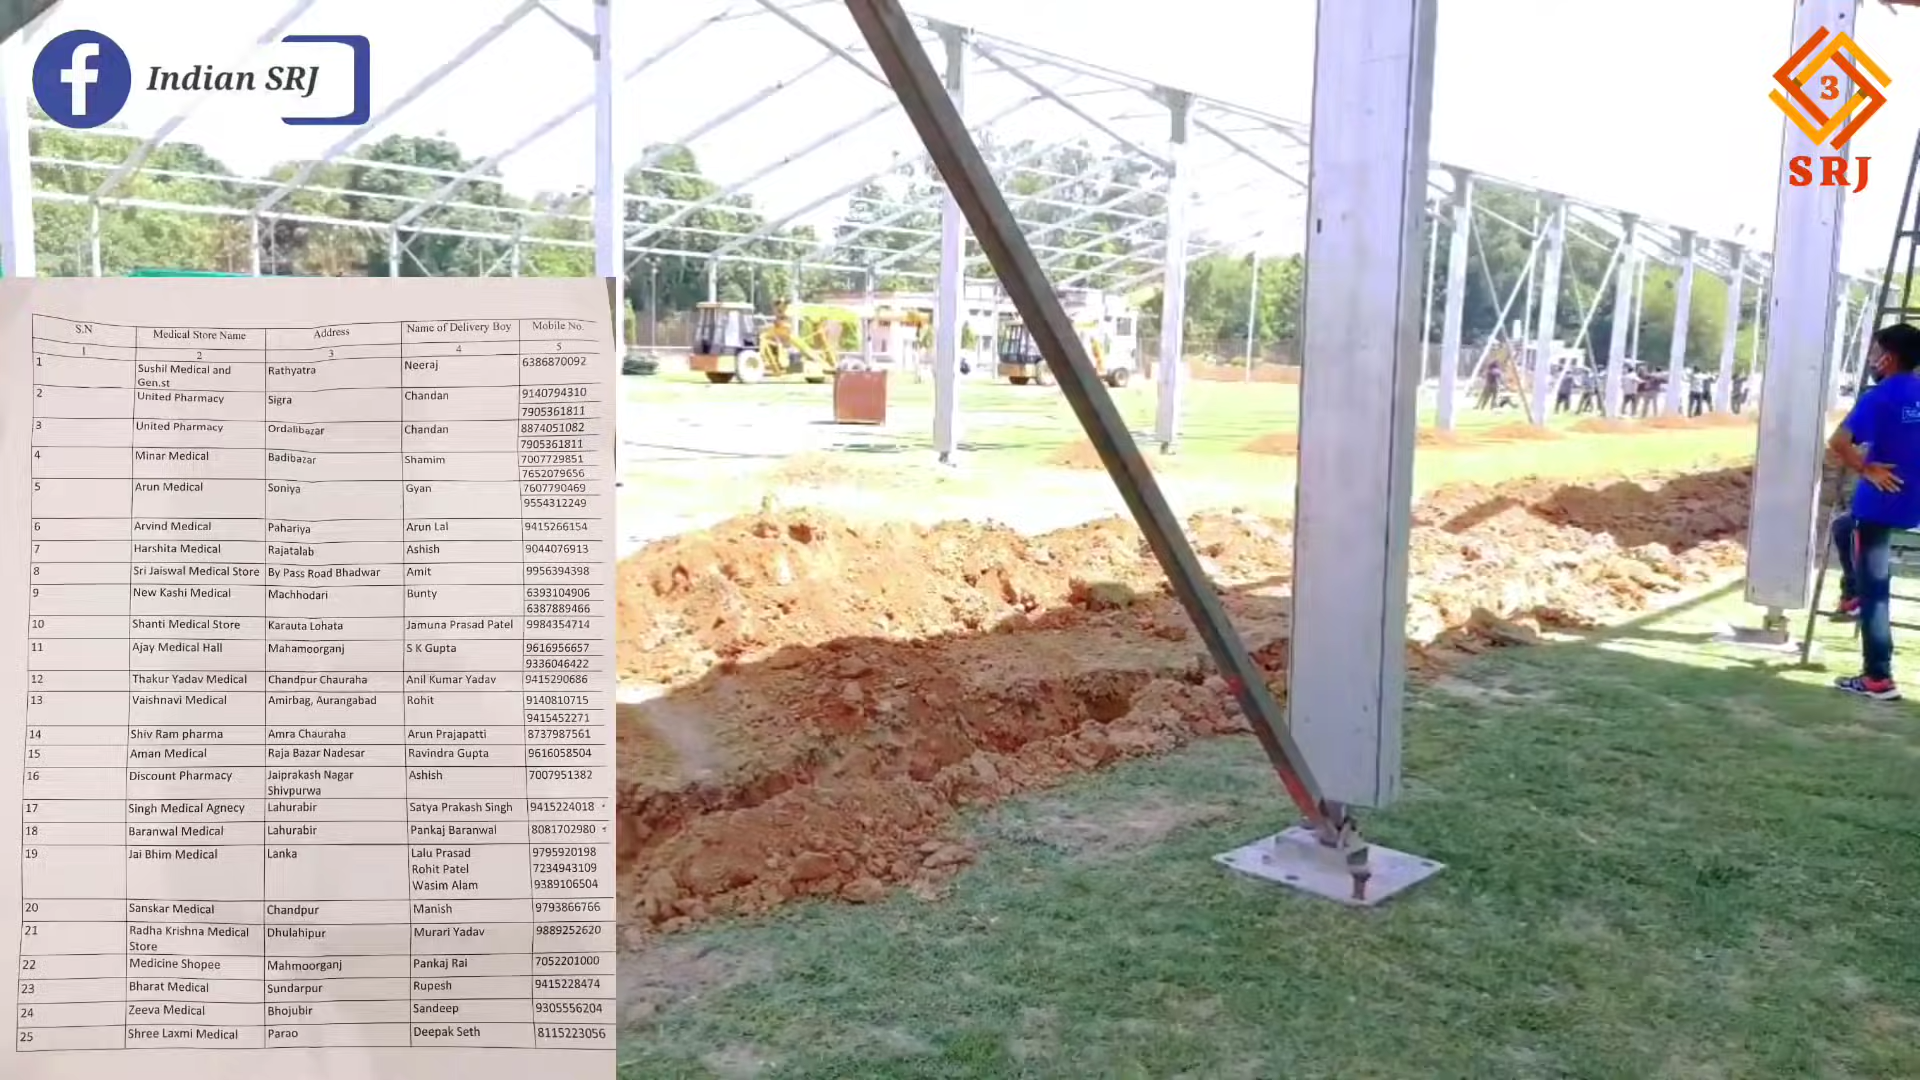 Indian SRJ
3
SRJ
S.N Medical Store Name Address Name of Delivery Boy Mobile No.
1 2 3 4 5
1 Sushil Medical and Gen.st Rathyatra Neeraj 6386870092
2 United Pharmacy Sigra Chandan 9140794310
7905361811
3 United Pharmacy Ordalibazar Chandan 8874051082
7905361811
4 Minar Medical Badibazar Shamim 7007729851
7652079656
5 Arun Medical Soniya Gyan 7607790469
9554312249
6 Arvind Medical Pahariya Arun Lal 9415266154
7 Harshita Medical Rajatalab Ashish 9044076913
8 Sri Jaiswal Medical Store By Pass Road Bhadwar Amit 9956394398
9 New Kashi Medical Machhodari Bunty 6393104906
6387889466
10 Shanti Medical Store Karauta Lohata Jamuna Prasad Patel 9984354714
11 Ajay Medical Hall Mahamoorganj S K Gupta 9616956657
9336046422
12 Thakur Yadav Medical Chandpur Chauraha Anil Kumar Yadav 9415290686
13 Vaishnavi Medical Amirbag, Aurangabad Rohit 9140810715
9415452271
14 Shiv Ram pharma Amra Chauraha Arun Prajapatti 8737987561
15 Aman Medical Raja Bazar Nadesar Ravindra Gupta 9616058504
16 Discount Pharmacy Jaiprakash Nagar Ashish 7007951382
Shivpurwa
17 Singh Medical Agnecy Lahurabir Satya Prakash Singh 9415224018
18 Baranwal Medical Lahurabir Pankaj Baranwal 8081702980
19 Jai Bhim Medical Lanka Lalu Prasad 9795920198
Rohit Patel 7234943109
Wasim Alam 9389106504
20 Sanskar Medical Chandpur Manish 9793866766
21 Radha Krishna Medical Dhulahipur Murari Yadav 9889252620
Store
22 Medicine Shopee Mahmoorganj Pankaj Rai 7052201000
23 Bharat Medical Sundarpur Rupesh 9415228474
24 Zeeva Medical Bhojubir Sandeep 9305556204
25 Shree Laxmi Medical Parao Deepak Seth 8115223056